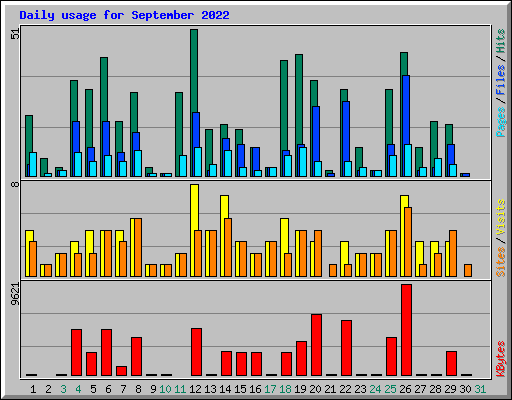 Daily usage for September 2022
51
Pages / Files / Hits
8
Sites / Visits
9621
KBytes
1 2 3 4 5 6 7 8 9 10 11 12 13 14 15 16 17 18 19 20 21 22 23 24 25 26 27 28 29 30 31